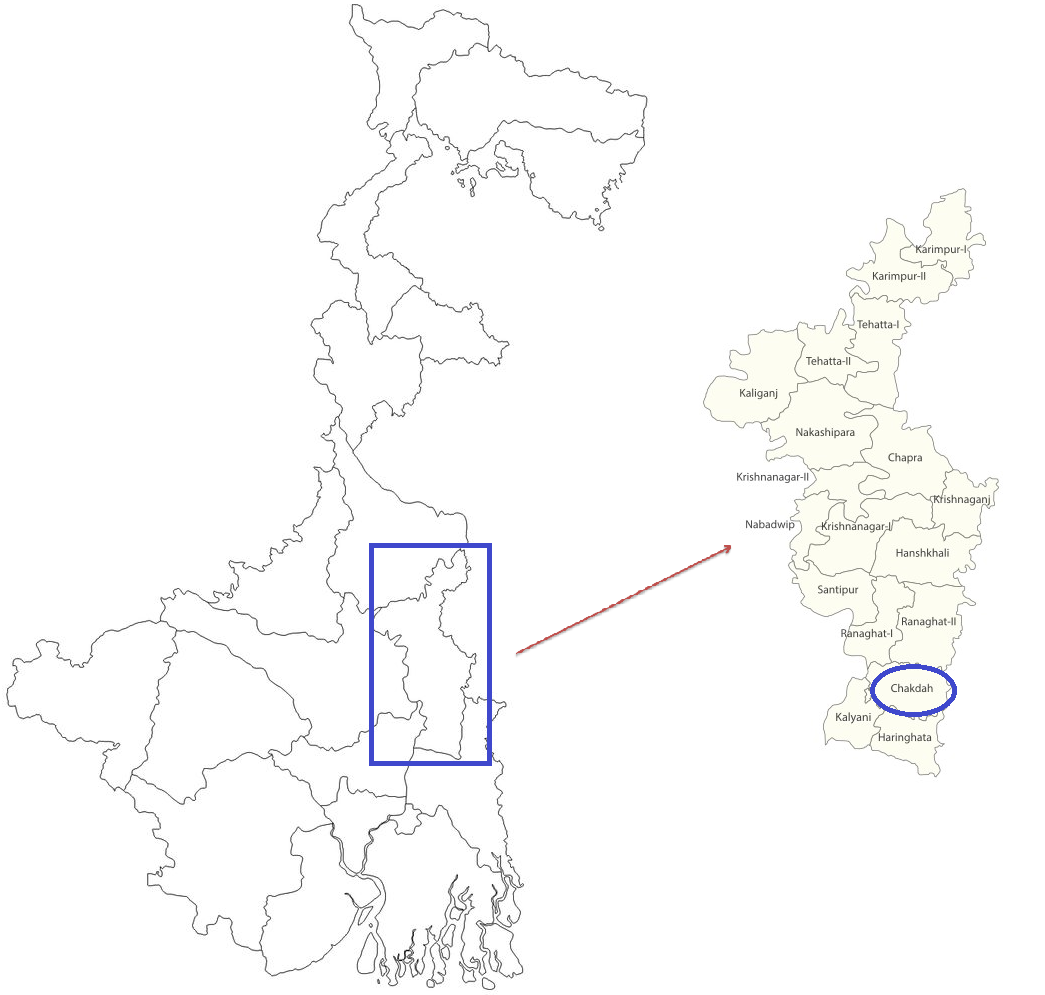 Karimpur-I
Karimpur-II
Tehatta-I
Tehatta-II
Kaliganj
Nakashipara
Chapra
Krishnanagar-II
Krishnaganj
Nabadwip
Krishnanagar-I
Hanshkhali
Santipur
Ranaghat-II
Ranaghat-I
Chakdah
Kalyani
Haringhata